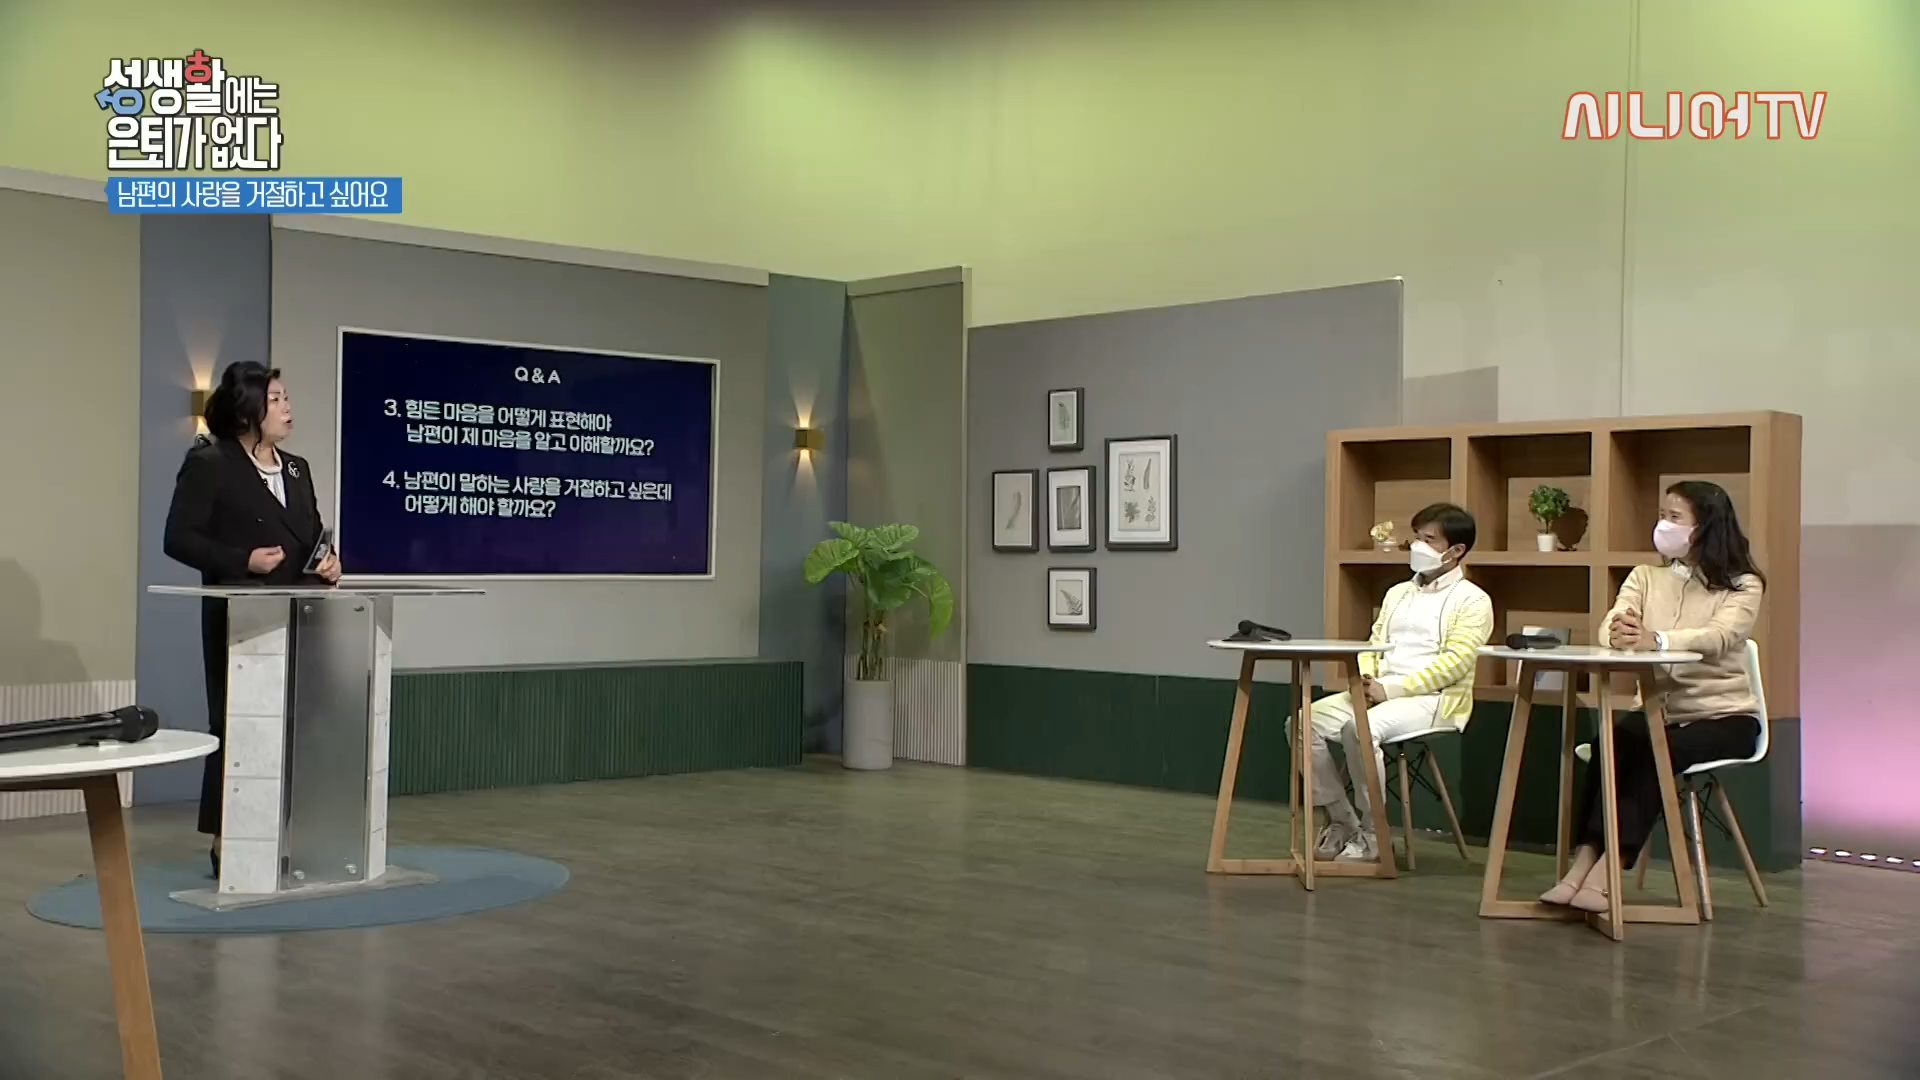 성생활에는
은퇴가 없다
남편의 사랑을 거절하고 싶어요
시니어TV
Q & A
3. 힘든 마음을 어떻게 표현해야
남편이 제 마음을 알고 이해할까요?
4. 남편이 말하는 사랑을 거절하고 싶은데
어떻게 해야 할까요?